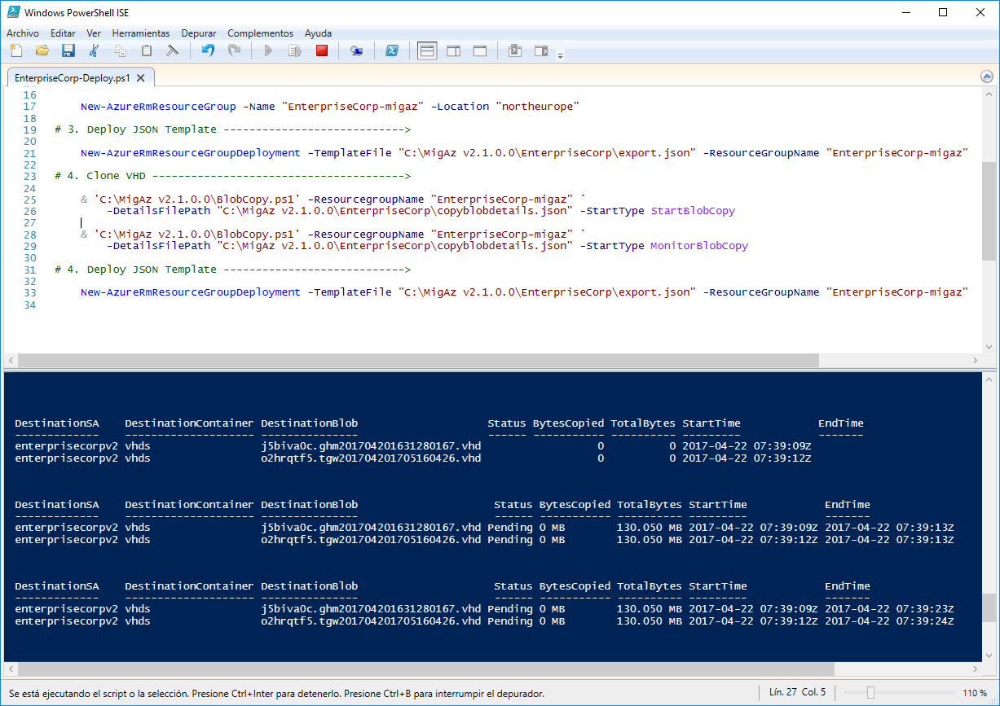 Windows PowerShell ISE
Archivo Editar Ver Herramientas Depurar Complementos Ayuda
EnterpriseCorp-Deploy.ps1
16
17 New-AzureRmResourceGroup -Name "EnterpriseCorp-migaz" -Location "northeurope"
18
19 # 3. Deploy JSON Template ---------------------------->
20
21 New-AzureRmResourceGroupDeployment -TemplateFile "C:\MigAz v2.1.0.0\EnterpriseCorp\export.json" -ResourceGroupName "EnterpriseCorp-migaz"
22
23 # 4. Clone VHD --------------------------------------->
24
25 & 'C:\MigAz v2.1.0.0\BlobCopy.ps1' -ResourcegroupName "EnterpriseCorp-migaz" `
26 -DetailsFilePath "C:\MigAz v2.1.0.0\EnterpriseCorp\copyblobdetails.json" -StartType StartBlobCopy
27
28 & 'C:\MigAz v2.1.0.0\BlobCopy.ps1' -ResourcegroupName "EnterpriseCorp-migaz" `
29 -DetailsFilePath "C:\MigAz v2.1.0.0\EnterpriseCorp\copyblobdetails.json" -StartType MonitorBlobCopy
30
31 # 4. Deploy JSON Template ---------------------------->
32
33 New-AzureRmResourceGroupDeployment -TemplateFile "C:\MigAz v2.1.0.0\EnterpriseCorp\export.json" -ResourceGroupName "EnterpriseCorp-migaz"
34
DestinationSA DestinationContainer DestinationBlob Status BytesCopied TotalBytes StartTime EndTime
------------- -------------------- --------------- ------ ----------- ---------- --------- -------
enterprisecorpv2 vhds j5biva0c.ghm201704201631280167.vhd 0 0 2017-04-22 07:39:09Z
enterprisecorpv2 vhds o2hrqtf5.tgw201704201705160426.vhd 0 0 2017-04-22 07:39:12Z
DestinationSA DestinationContainer DestinationBlob Status BytesCopied TotalBytes StartTime EndTime
------------- -------------------- --------------- ------ ----------- ---------- --------- -------
enterprisecorpv2 vhds j5biva0c.ghm201704201631280167.vhd Pending 0 MB 130.050 MB 2017-04-22 07:39:09Z 2017-04-22 07:39:13Z
enterprisecorpv2 vhds o2hrqtf5.tgw201704201705160426.vhd Pending 0 MB 130.050 MB 2017-04-22 07:39:12Z 2017-04-22 07:39:13Z
DestinationSA DestinationContainer DestinationBlob Status BytesCopied TotalBytes StartTime EndTime
------------- -------------------- --------------- ------ ----------- ---------- --------- -------
enterprisecorpv2 vhds j5biva0c.ghm201704201631280167.vhd Pending 0 MB 130.050 MB 2017-04-22 07:39:09Z 2017-04-22 07:39:23Z
enterprisecorpv2 vhds o2hrqtf5.tgw201704201705160426.vhd Pending 0 MB 130.050 MB 2017-04-22 07:39:12Z 2017-04-22 07:39:24Z
Se está ejecutando el script o la selección. Presione Ctrl+Inter para detenerlo. Presione Ctrl+B para interrumpir el depurador. Lín. 27 Col. 5 110 %